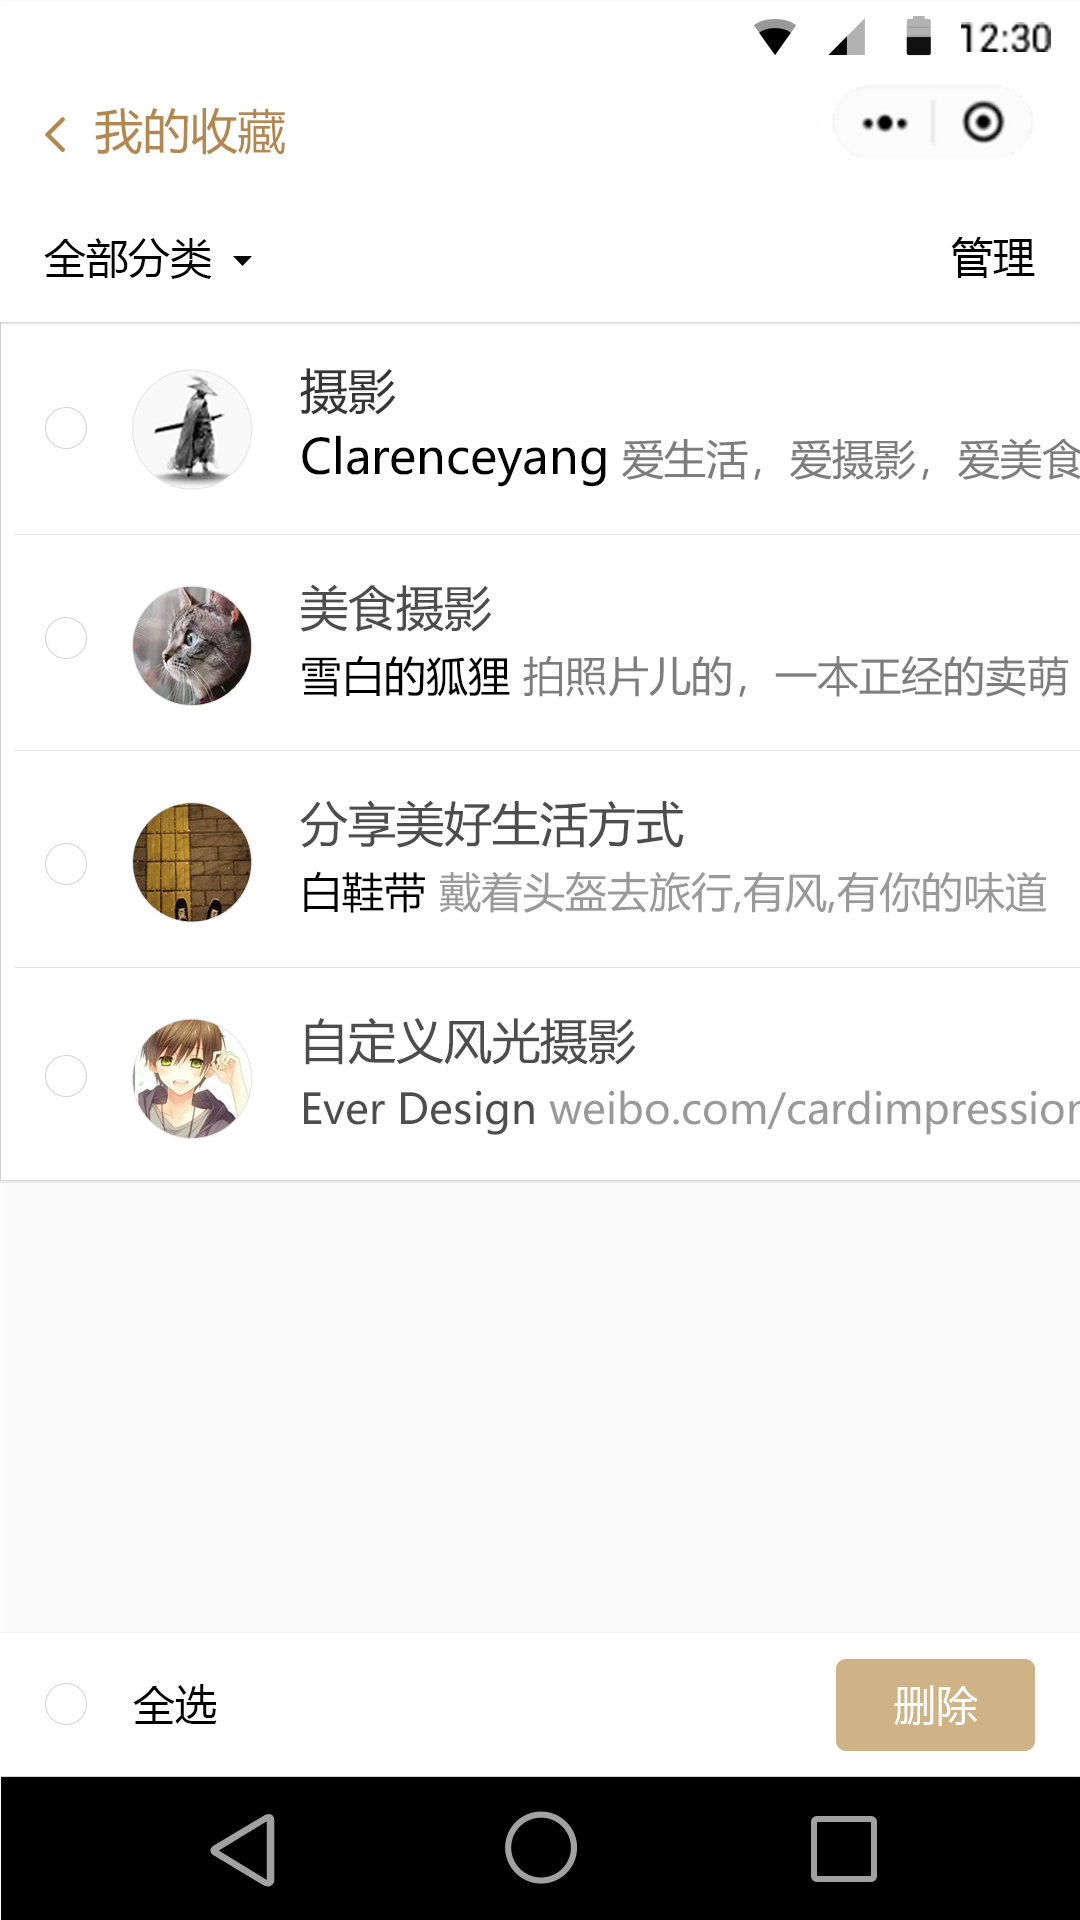 12:30
我的收藏
全部分类 管理
摄影
Clarenceyang 爱生活，爱摄影，爱美食
美食摄影
雪白的狐狸 拍照片儿的，一本正经的卖萌
分享美好生活方式
白鞋带 戴着头盔去旅行,有风,有你的味道
自定义风光摄影
Ever Design weibo.com/cardimpression
全选 删除